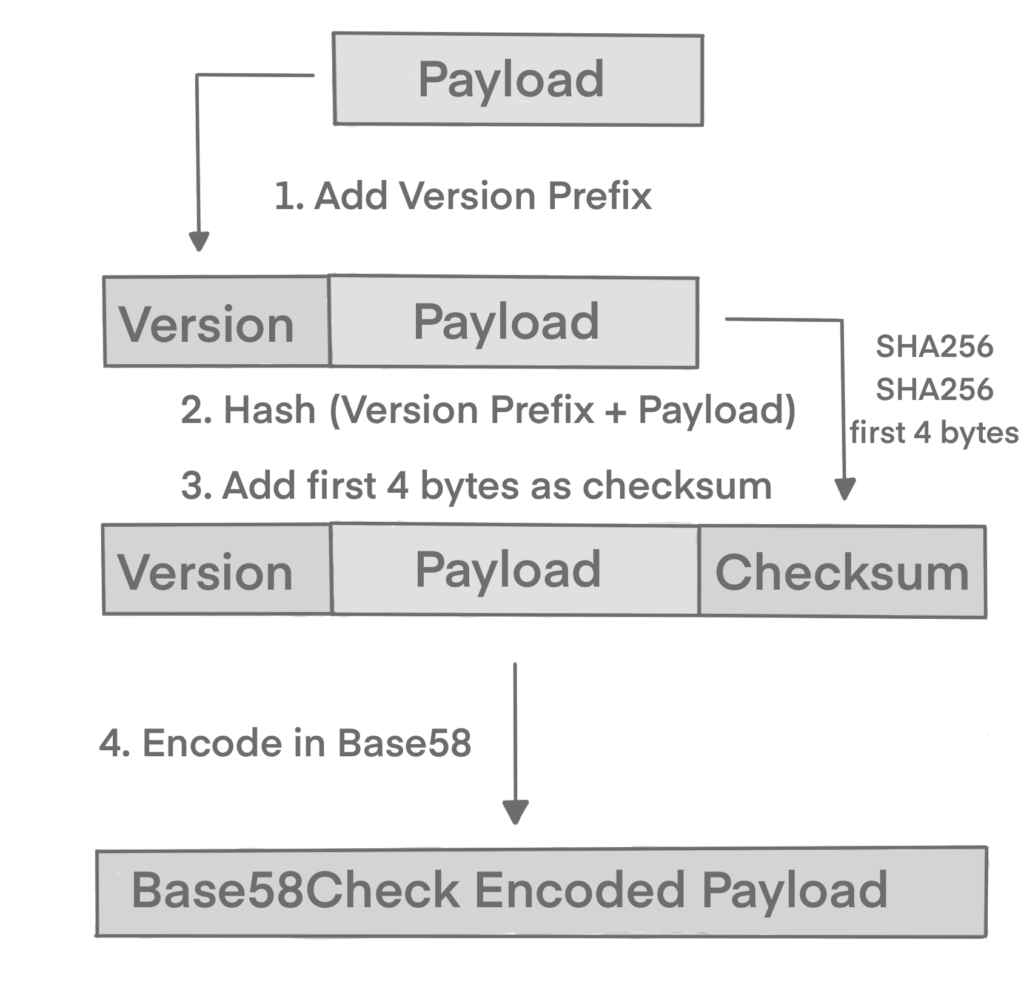 Payload
1. Add Version Prefix
Version
Payload
SHA256
SHA256
first 4 bytes
2. Hash (Version Prefix + Payload)
3. Add first 4 bytes as checksum
Version
Payload
Checksum
4. Encode in Base58
Base58Check Encoded Payload